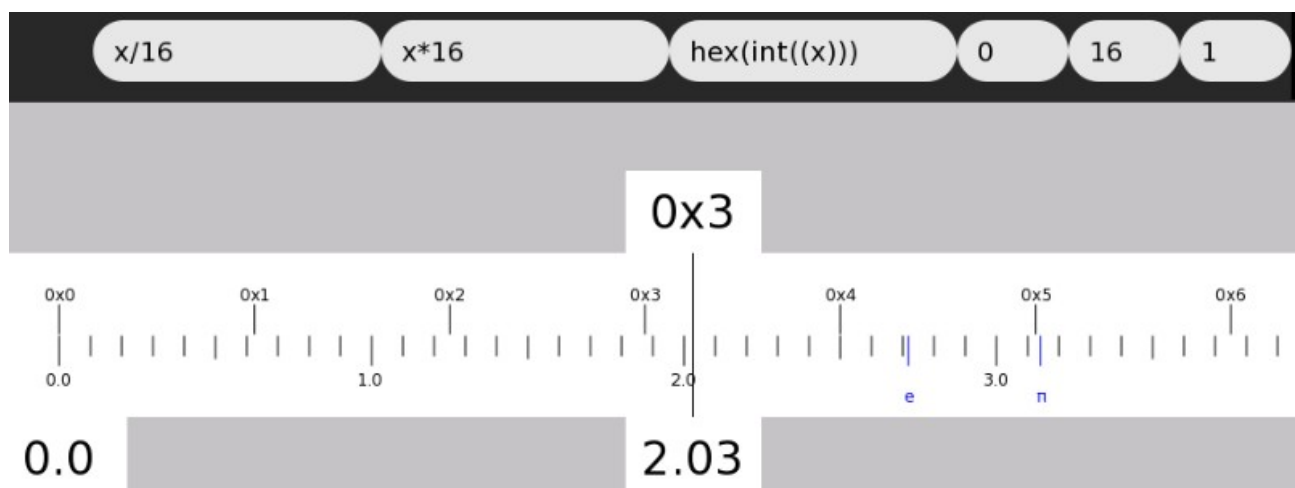 x/16 x*16 hex(int((x))) 0 16 1
0x3
0x0 0x1 0x2 0x3 0x4 0x5 0x6
0.0 1.0 2.0 3.0
e π
0.0 2.03